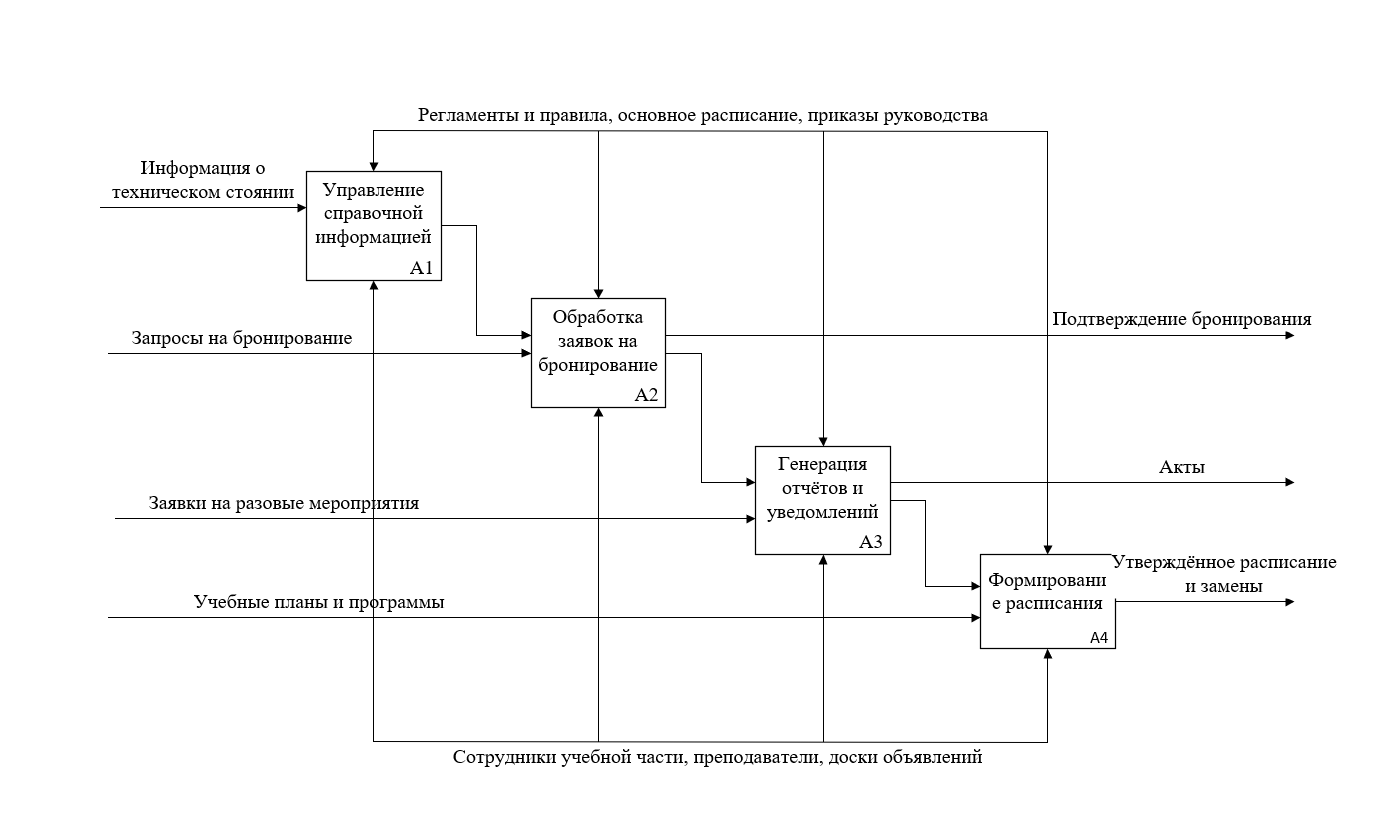 Регламенты и правила, основное расписание, приказы руководства
Информация о
техническом стоянии
Управление
справочной
информацией
А1
Запросы на бронирование
Обработка
заявок на
бронирование
А2
Подтверждение бронирования
Заявки на разовые мероприятия
Генерация
отчётов и
уведомлений
А3
Акты
Учебные планы и программы
Формировани
е расписания
А4
Утверждённое расписание
и замены
Сотрудники учебной части, преподаватели, доски объявлений